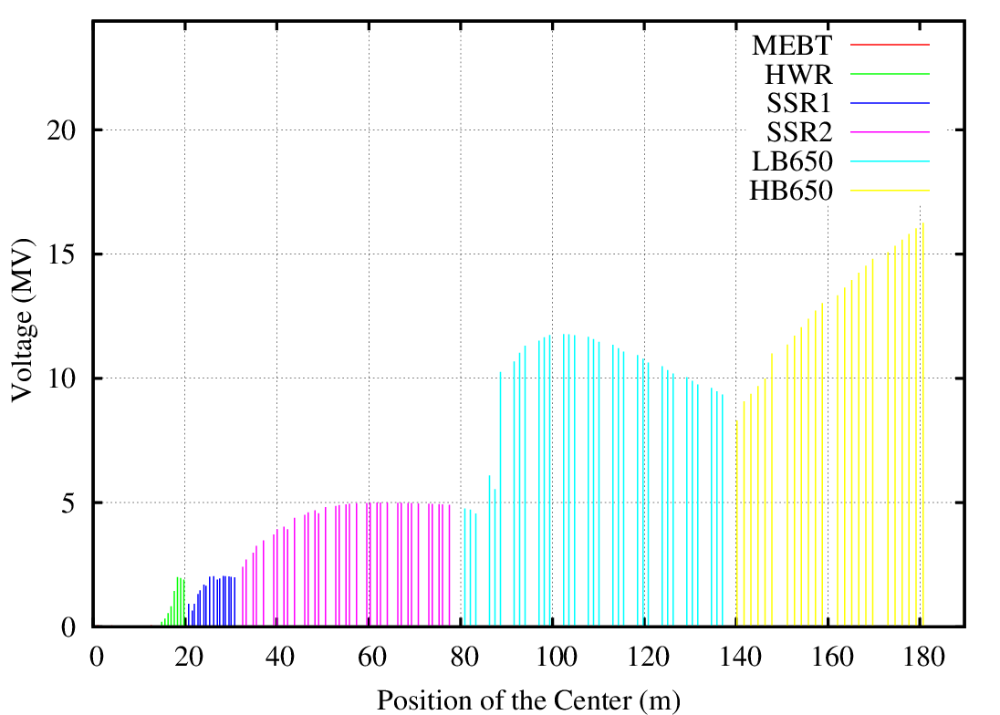 MEBT
HWR
SSR1
SSR2
LB650
HB650
20
15
10
5
0
Voltage (MV)
0 20 40 60 80 100 120 140 160 180
Position of the Center (m)